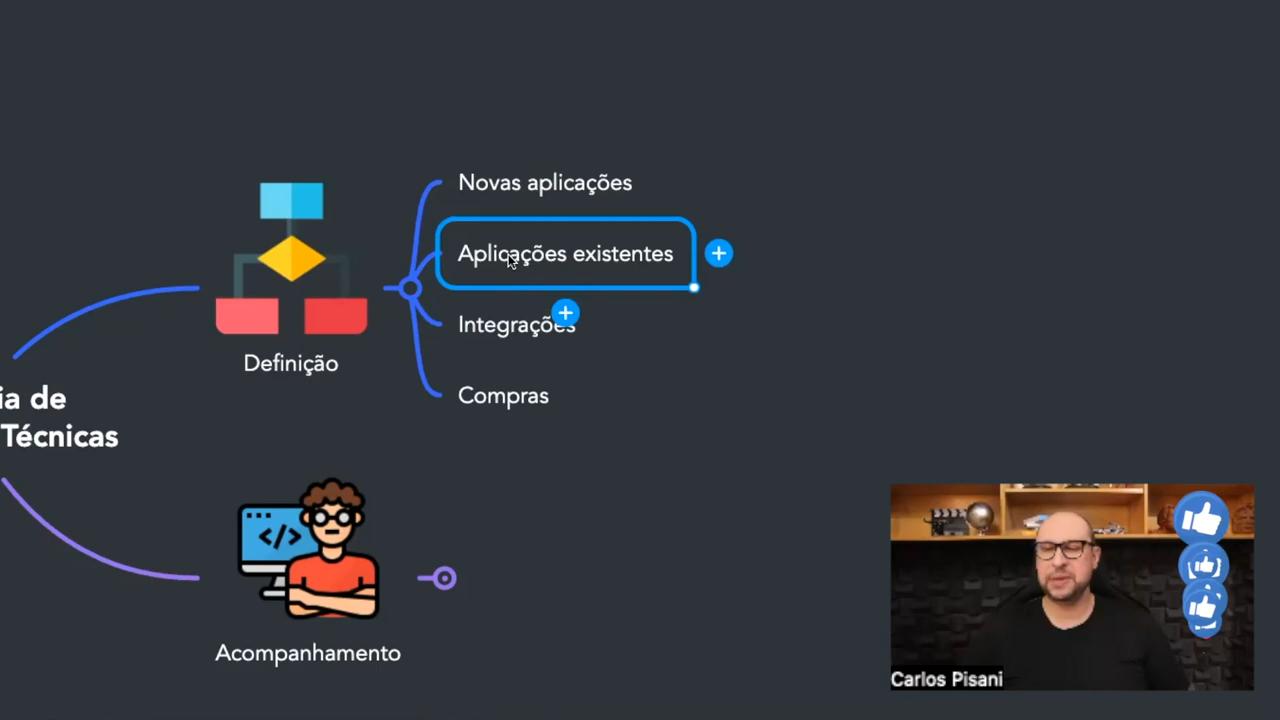 Novas aplicações
Aplicações existentes
Integrações
Compras
Definição
ia de
Técnicas
</>
Acompanhamento
Carlos Pisani